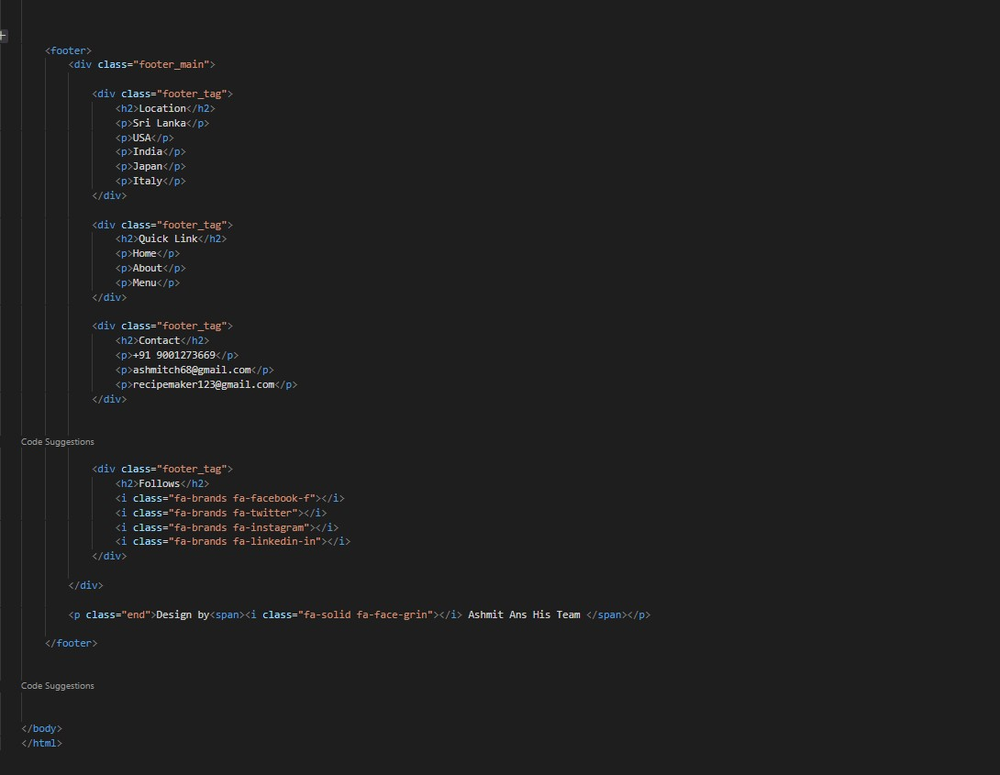 <footer>
<div class="footer_main">
<div class="footer_tag">
<h2>Location</h2>
<p>Sri Lanka</p>
<p>USA</p>
<p>India</p>
<p>Japan</p>
<p>Italy</p>
</div>
<div class="footer_tag">
<h2>Quick Link</h2>
<p>Home</p>
<p>About</p>
<p>Menu</p>
</div>
<div class="footer_tag">
<h2>Contact</h2>
<p>+91 9001273669</p>
<p>ashmitch68@gmail.com</p>
<p>recipemaker123@gmail.com</p>
</div>
Code Suggestions
<div class="footer_tag">
<h2>Follows</h2>
<i class="fa-brands fa-facebook-f"></i>
<i class="fa-brands fa-twitter"></i>
<i class="fa-brands fa-instagram"></i>
<i class="fa-brands fa-linkedin-in"></i>
</div>
</div>
<p class="end">Design by<span><i class="fa-solid fa-face-grin"></i> Ashmit Ans His Team </span></p>
</footer>
Code Suggestions
</body>
</html>